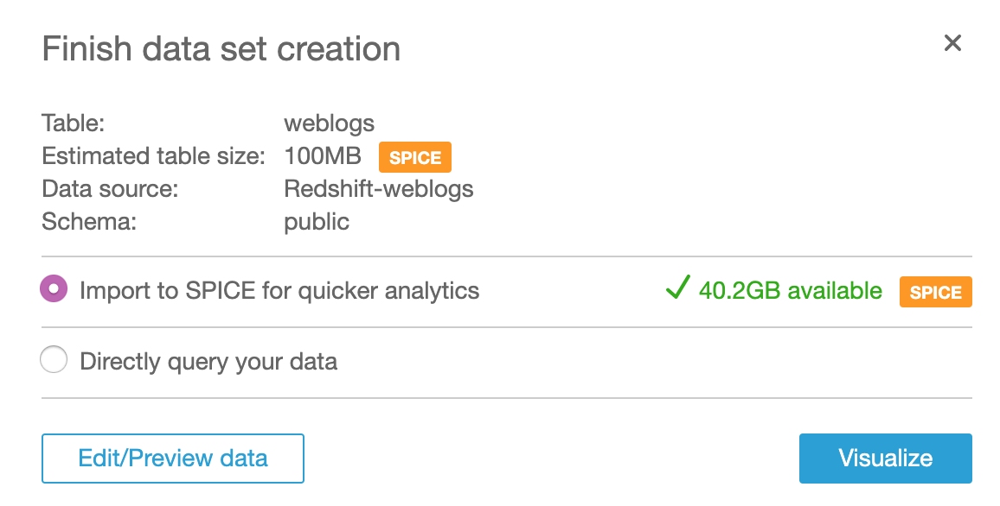 Finish data set creation
Table: weblogs
Estimated table size: 100MB SPICE
Data source: Redshift-weblogs
Schema: public
Import to SPICE for quicker analytics 40.2GB available SPICE
Directly query your data
Edit/Preview data Visualize